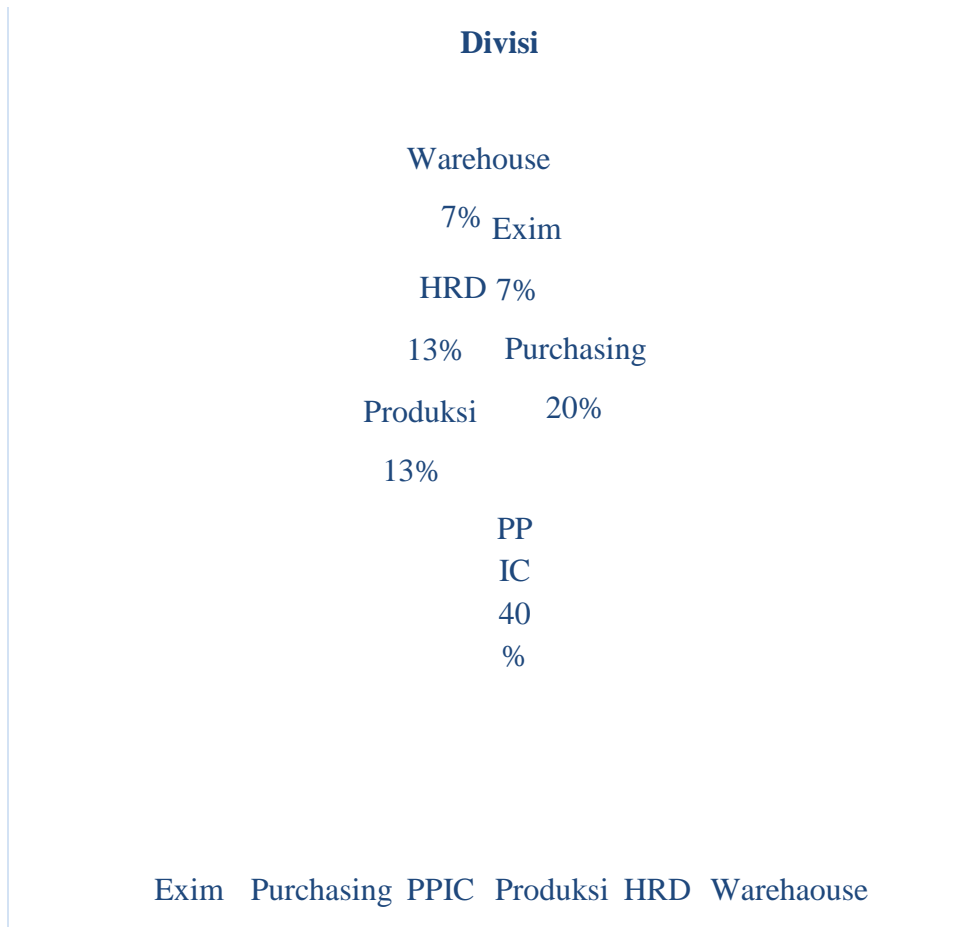 Divisi
Warehouse
7%
Exim
7%
HRD
13%
Purchasing
20%
Produksi
13%
PP
IC
40
%
Exim Purchasing PPIC Produksi HRD Warehaouse